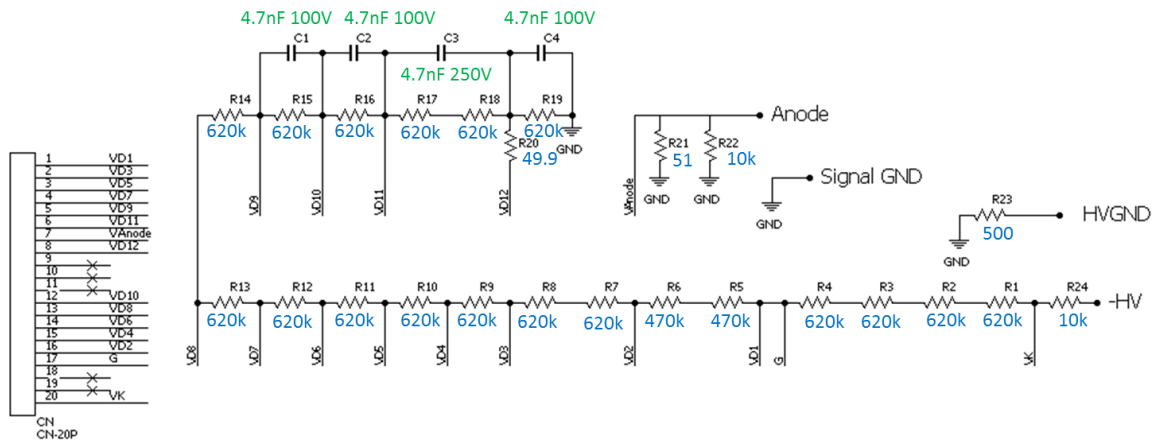 4.7nF 100V 4.7nF 100V 4.7nF 100V
C1 C2 C3 C4
4.7nF 250V
R14 R15 R16 R17 R18 R19
620k 620k 620k 620k 620k 620k
GND
R20
49.9
VD9 VD10 VD11 VD12
Anode
R21 R22
51 10k
GND GND
VAnode
Signal GND
GND
R23
500
HVGND
GND
1 VD1
2 VD3
3 VD5
4 VD7
5 VD9
6 VD11
7 VAnode
8 VD12
9
10
11
12 VD10
13 VD8
14 VD6
15 VD4
16 VD2
17 G
18
19
20 VK
CN
CN-20P
R13 R12 R11 R10 R9 R8 R7 R6 R5 R4 R3 R2 R1 R24
-HV
620k 620k 620k 620k 620k 620k 620k 470k 470k 620k 620k 620k 620k 10k
VD8 VD7 VD6 VD5 VD4 VD3 VD2 VD1 G VK